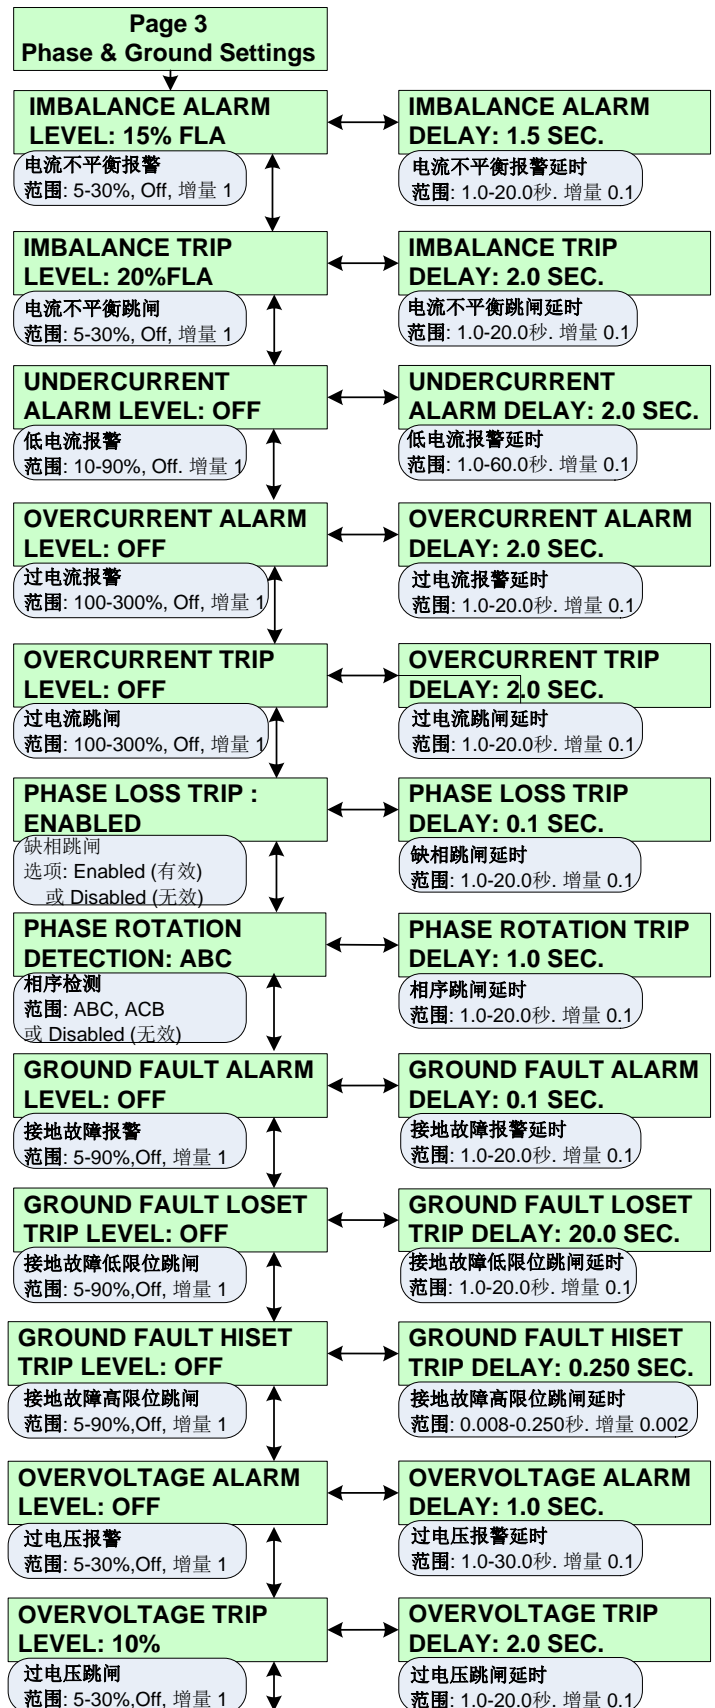 Page 3
Phase & Ground Settings
IMBALANCE ALARM
LEVEL: 15% FLA
电流不平衡报警
范围: 5-30%, Off, 增量 1
IMBALANCE ALARM
DELAY: 1.5 SEC.
电流不平衡报警延时
范围: 1.0-20.0秒. 增量 0.1
IMBALANCE TRIP
LEVEL: 20%FLA
电流不平衡跳闸
范围: 5-30%, Off, 增量 1
IMBALANCE TRIP
DELAY: 2.0 SEC.
电流不平衡跳闸延时
范围: 1.0-20.0秒. 增量 0.1
UNDERCURRENT
ALARM LEVEL: OFF
低电流报警
范围: 10-90%, Off. 增量 1
UNDERCURRENT
ALARM DELAY: 2.0 SEC.
低电流报警延时
范围: 1.0-60.0秒. 增量 0.1
OVERCURRENT ALARM
LEVEL: OFF
过电流报警
范围: 100-300%, Off, 增量 1
OVERCURRENT ALARM
DELAY: 2.0 SEC.
过电流报警延时
范围: 1.0-20.0秒. 增量 0.1
OVERCURRENT TRIP
LEVEL: OFF
过电流跳闸
范围: 100-300%, Off, 增量 1
OVERCURRENT TRIP
DELAY: 2.0 SEC.
过电流跳闸延时
范围: 1.0-20.0秒. 增量 0.1
PHASE LOSS TRIP :
ENABLED
缺相跳闸
选项: Enabled (有效)
或 Disabled (无效)
PHASE LOSS TRIP
DELAY: 0.1 SEC.
缺相跳闸延时
范围: 1.0-20.0秒. 增量 0.1
PHASE ROTATION
DETECTION: ABC
相序检测
范围: ABC, ACB
或 Disabled (无效)
PHASE ROTATION TRIP
DELAY: 1.0 SEC.
相序跳闸延时
范围: 1.0-20.0秒. 增量 0.1
GROUND FAULT ALARM
LEVEL: OFF
接地故障报警
范围: 5-90%,Off, 增量 1
GROUND FAULT ALARM
DELAY: 0.1 SEC.
接地故障报警延时
范围: 1.0-20.0秒. 增量 0.1
GROUND FAULT LOSET
TRIP LEVEL: OFF
接地故障低限位跳闸
范围: 5-90%,Off, 增量 1
GROUND FAULT LOSET
TRIP DELAY: 20.0 SEC.
接地故障低限位跳闸延时
范围: 1.0-20.0秒. 增量 0.1
GROUND FAULT HISET
TRIP LEVEL: OFF
接地故障高限位跳闸
范围: 5-90%,Off, 增量 1
GROUND FAULT HISET
TRIP DELAY: 0.250 SEC.
接地故障高限位跳闸延时
范围: 0.008-0.250秒. 增量 0.002
OVERVOLTAGE ALARM
LEVEL: OFF
过电压报警
范围: 5-30%,Off, 增量 1
OVERVOLTAGE ALARM
DELAY: 1.0 SEC.
过电压报警延时
范围: 1.0-30.0秒. 增量 0.1
OVERVOLTAGE TRIP
LEVEL: 10%
过电压跳闸
范围: 5-30%,Off, 增量 1
OVERVOLTAGE TRIP
DELAY: 2.0 SEC.
过电压跳闸延时
范围: 1.0-20.0秒. 增量 0.1